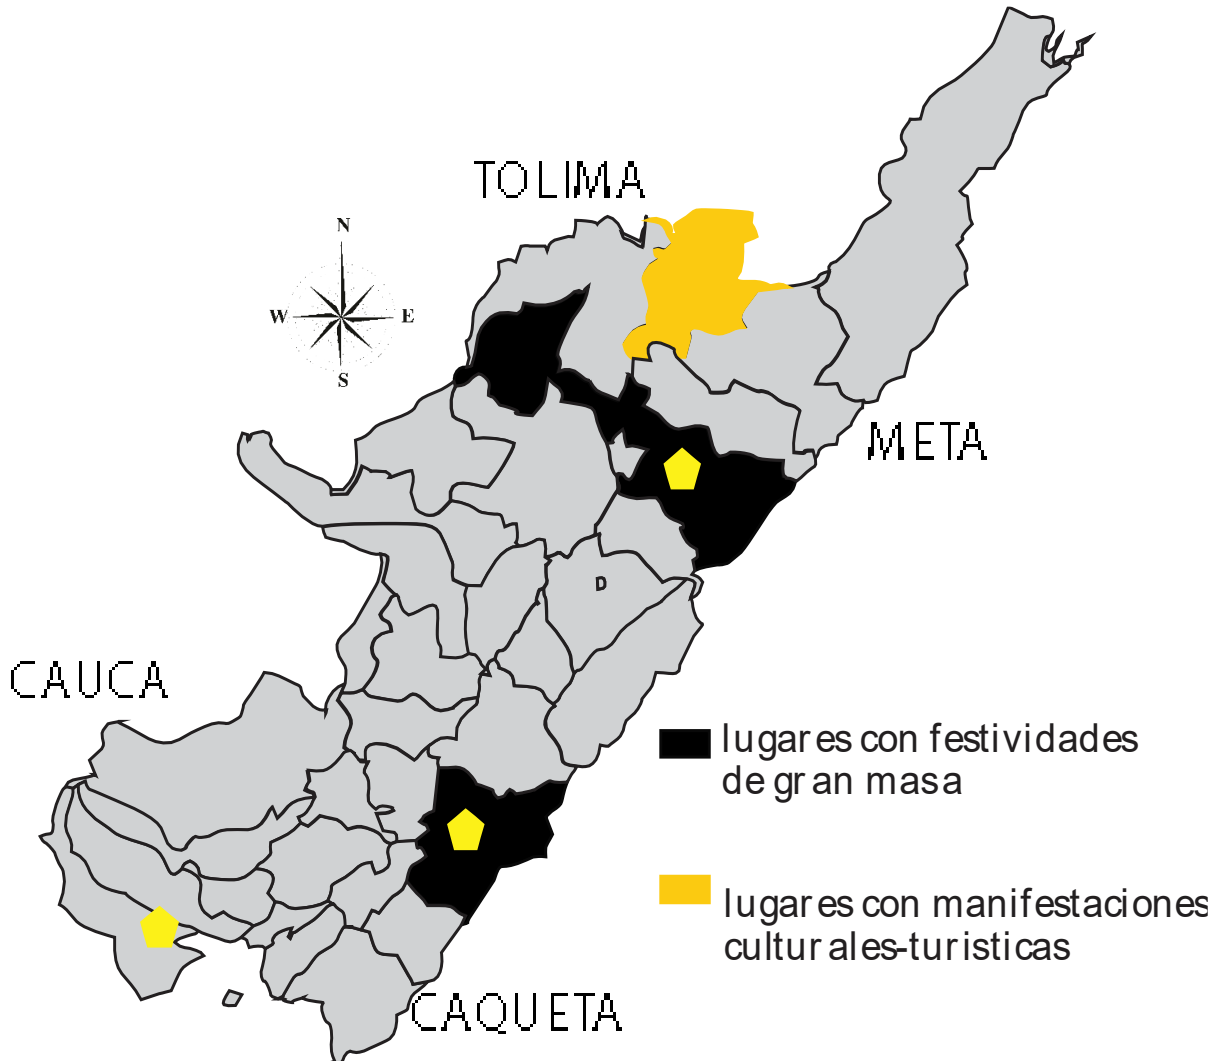 TOLIMA
N
W
E
S
META
D
CAUCA
lugares con festividades
de gran masa
lugares con manifestaciones
culturales-turisticas
CAQUETA